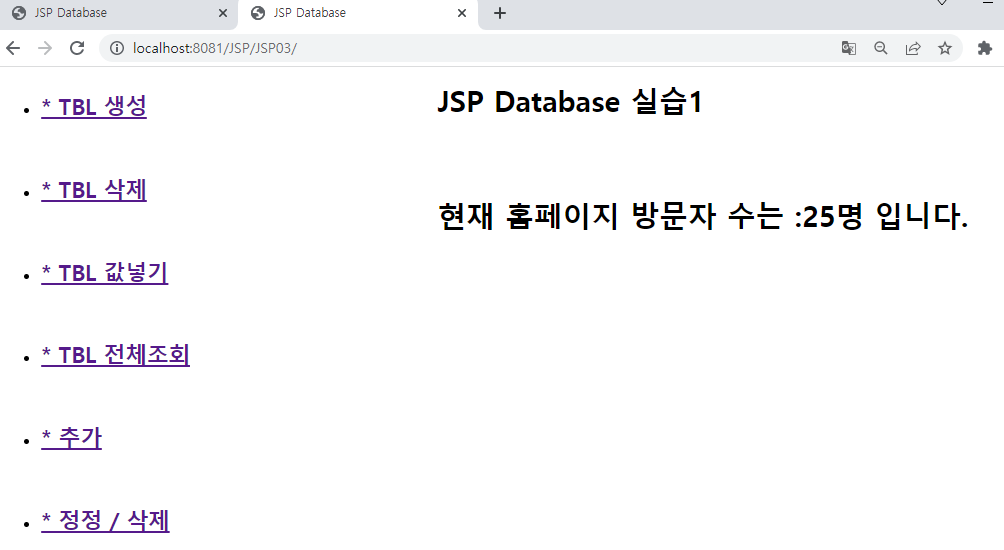 JSP Database
JSP Database
localhost:8081/JSP/JSP03/
* TBL 생성
* TBL 삭제
* TBL 값넣기
* TBL 전체조회
* 추가
* 정정 / 삭제
JSP Database 실습1
현재 홈페이지 방문자 수는 :25명 입니다.